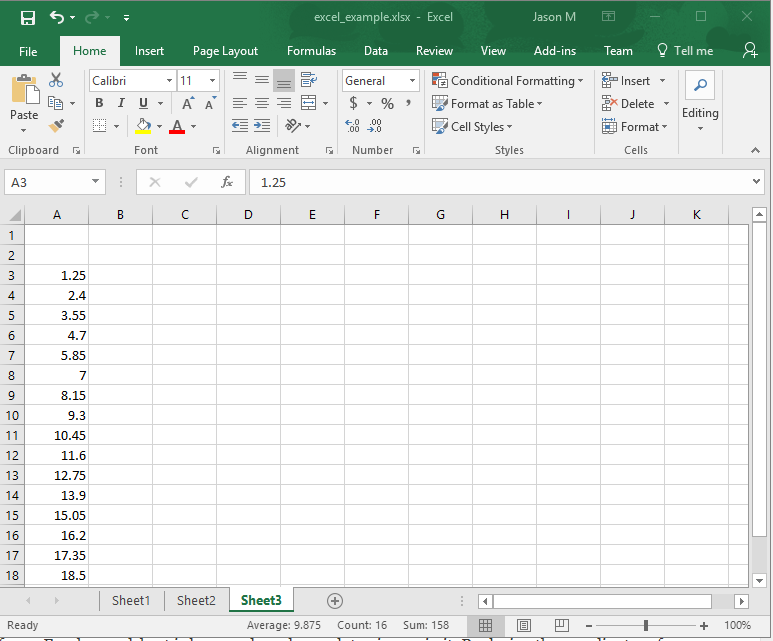 excel_example.xlsx - Excel
Jason M
File Home Insert Page Layout Formulas Data Review View Add-ins Team Tell me
Paste
Calibri 11
B I U A A
A
General
$ % ,
.00 .0
Conditional Formatting
Format as Table
Cell Styles
Insert
Delete
Format
Editing
Clipboard Font Alignment Number Styles Cells
A3 fx 1.25
A B C D E F G H I J K
1
2
3 1.25
4 2.4
5 3.55
6 4.7
7 5.85
8 7
9 8.15
10 9.3
11 10.45
12 11.6
13 12.75
14 13.9
15 15.05
16 16.2
17 17.35
18 18.5
Sheet1 Sheet2 Sheet3
Ready Average: 9.875 Count: 16 Sum: 158 100%